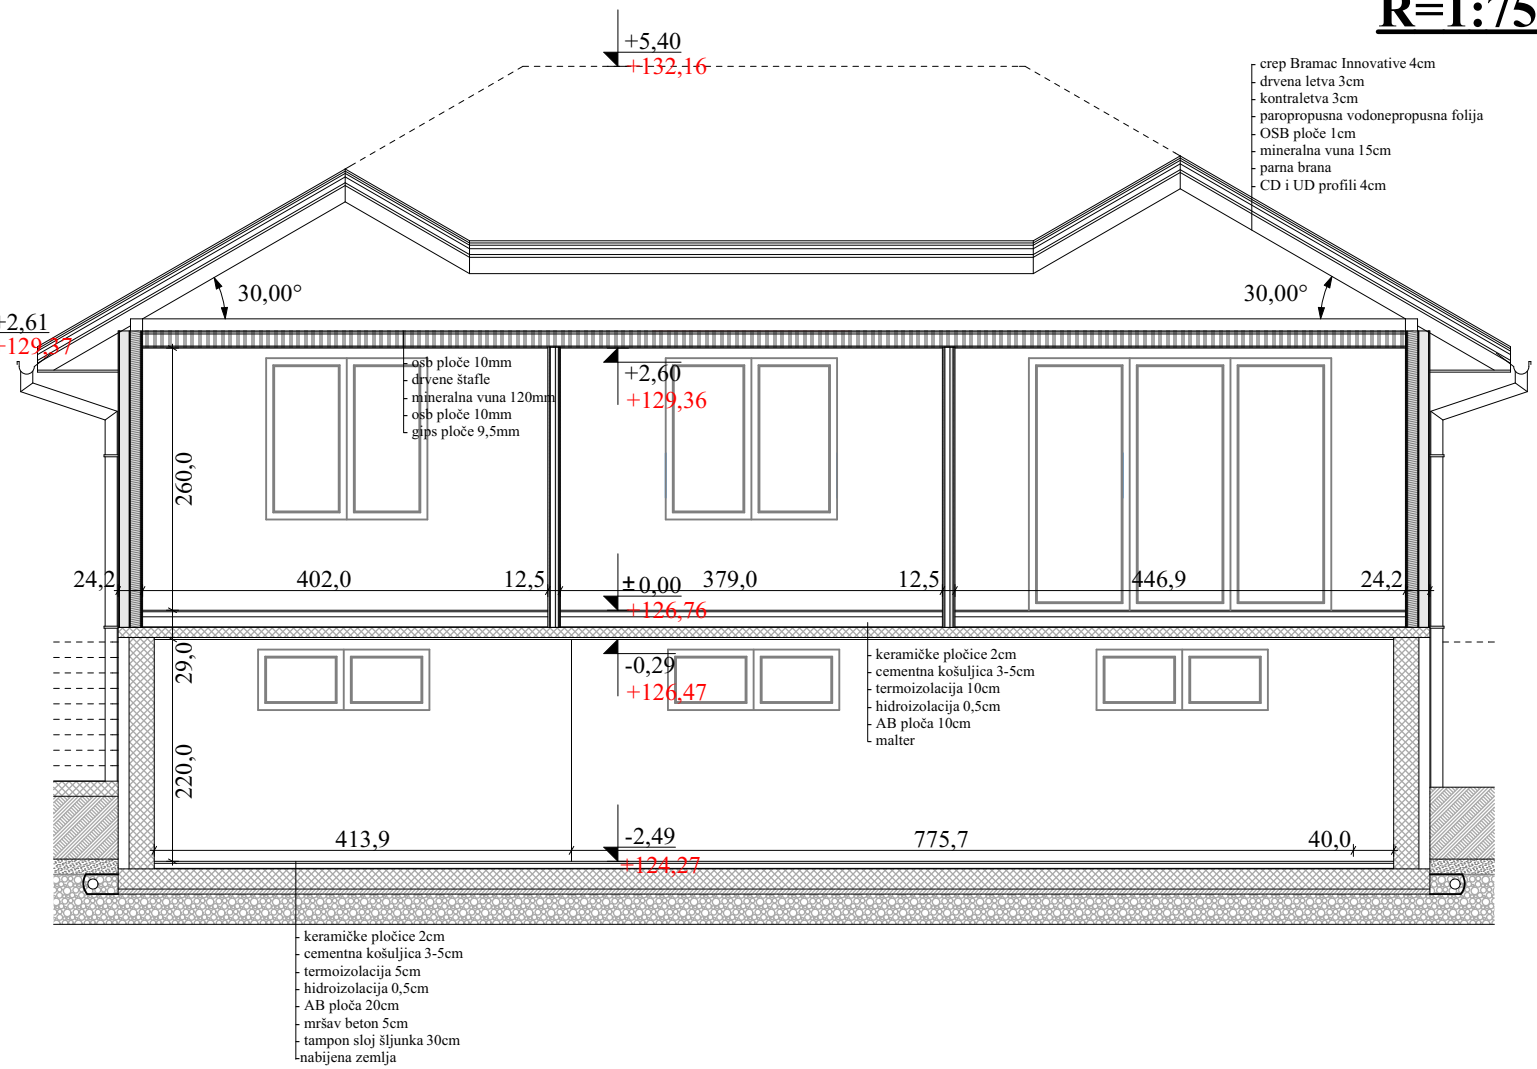 R=1:75
+5,40
+132,16
crep Bramac Innovative 4cm
drvena letva 3cm
kontraletva 3cm
paropropusna vodonepropusna folija
OSB ploče 1cm
mineralna vuna 15cm
parna brana
CD i UD profili 4cm
30,00°
30,00°
+2,61
+129,37
- osb ploče 10mm
- drvene štafle
- mineralna vuna 120mm
- osb ploče 10mm
- gips ploče 9,5mm
+2,60
+129,36
260,0
24,2
402,0
12,5
±0,00
379,0
12,5
446,9
24,2
+126,76
29,0
-0,29
+126,47
- keramičke pločice 2cm
- cementna košuljica 3-5cm
- termoizolacija 10cm
- hidroizolacija 0,5cm
- AB ploča 10cm
- malter
220,0
413,9
-2,49
775,7
40,0
+124,27
- keramičke pločice 2cm
- cementna košuljica 3-5cm
- termoizolacija 5cm
- hidroizolacija 0,5cm
- AB ploča 20cm
- mršav beton 5cm
- tampon sloj šljunka 30cm
-nabijena zemlja